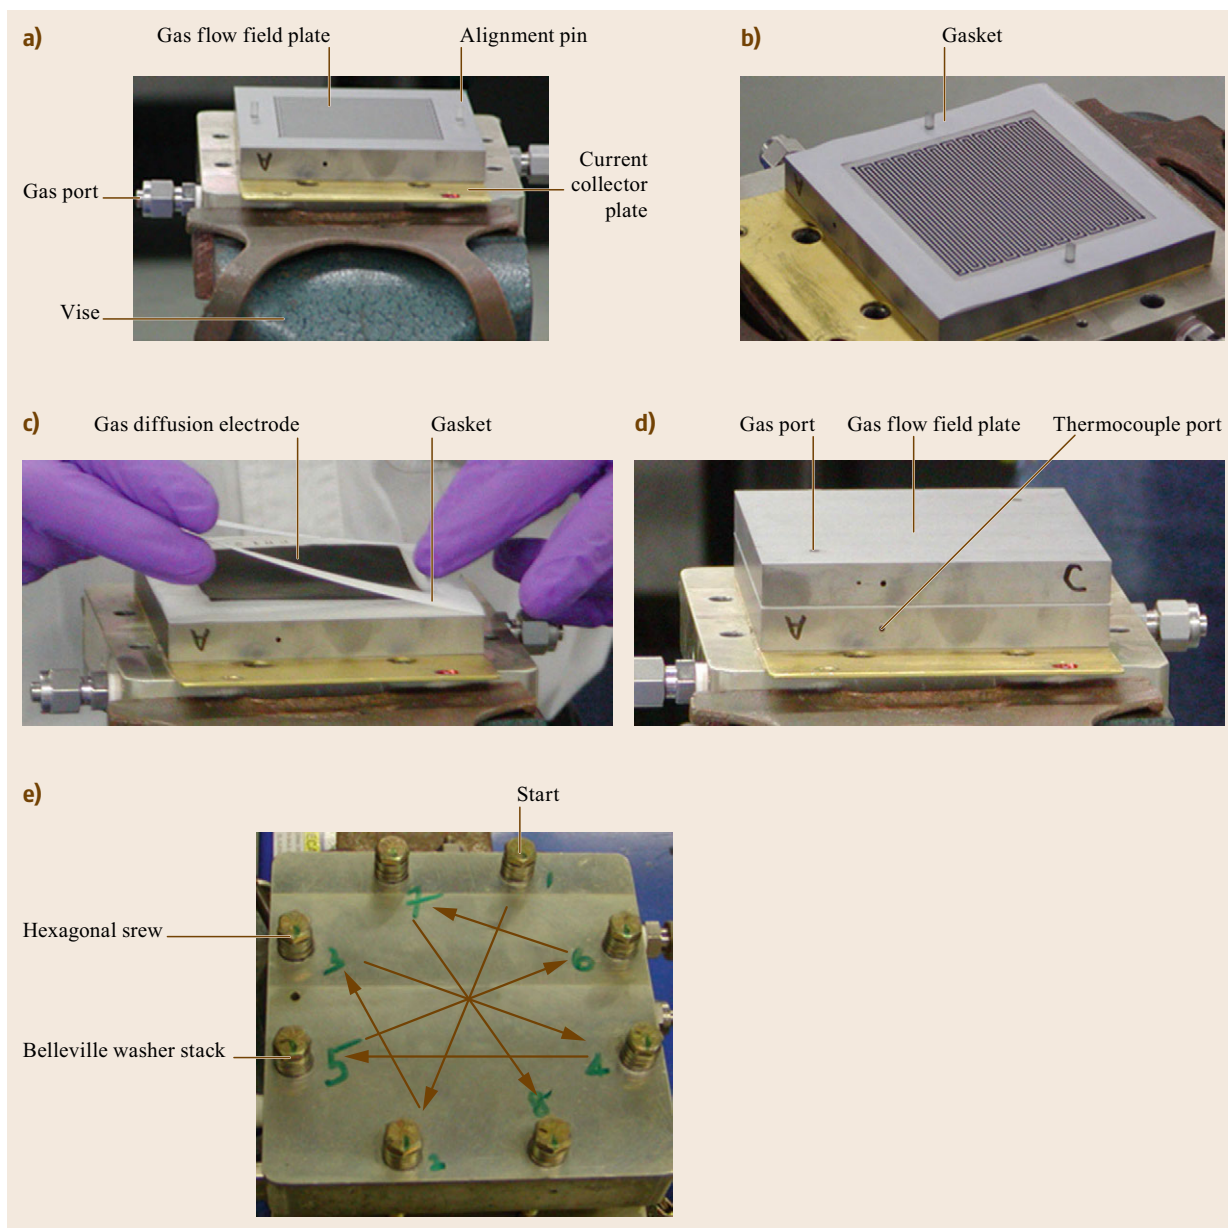 a)
Gas flow field plate
Alignment pin
Gas port
Current
collector
plate
Vise
A
b)
Gasket
A
c)
Gas diffusion electrode
Gasket
A
d)
Gas port
Gas flow field plate
Thermocouple port
C
A
e)
Start
Hexagonal srew
Belleville washer stack
1
7
3
6
5
4
8
2